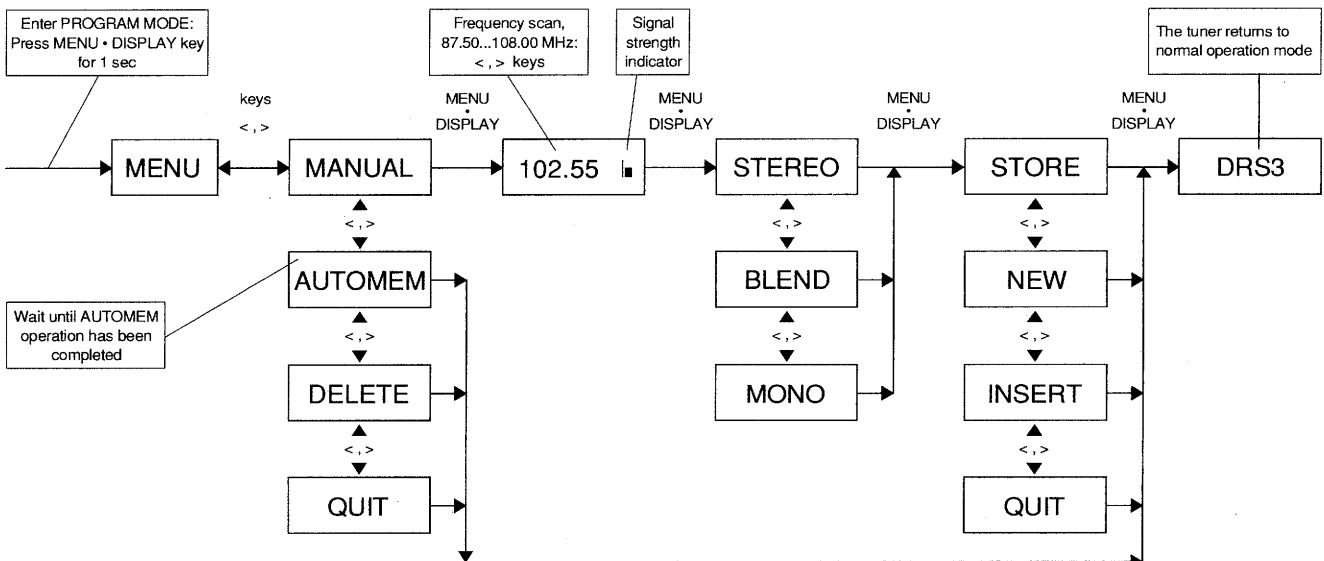 Enter PROGRAM MODE:
Press MENU • DISPLAY key
for 1 sec
Frequency scan,
87.50...108.00 MHz:
< , > keys
Signal
strength
indicator
The tuner returns to
normal operation mode
keys
< , >
MENU
•
DISPLAY
MENU
•
DISPLAY
MENU
•
DISPLAY
MENU
•
DISPLAY
MENU
MANUAL
102.55
STEREO
STORE
DRS3
< , >
< , >
< , >
AUTOMEM
BLEND
NEW
Wait until AUTOMEM
operation has been
completed
< , >
< , >
< , >
DELETE
MONO
INSERT
< , >
< , >
QUIT
QUIT